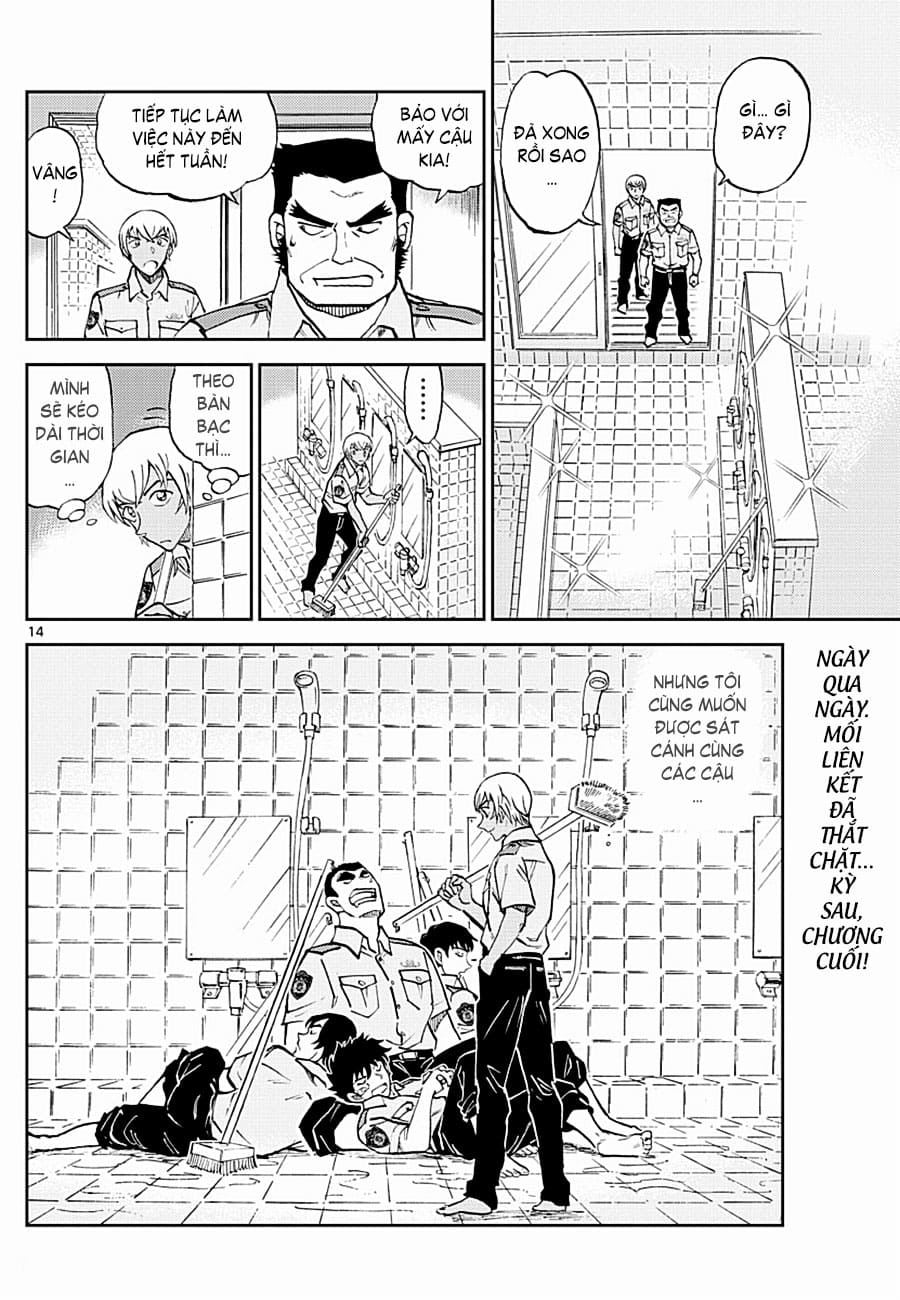 GÌ... GÌ
ĐÂY?
ĐÃ XONG
RỒI SAO
...
BẢO VỚI
MẤY CẬU
KIA!
TIẾP TỤC LÀM
VIỆC NÀY ĐẾN
HẾT TUẦN!
VÂNG
!
....
THEO
BÀN
BẠC
THÌ...
MÌNH
SẼ KÉO
DÀI THỜI
GIAN
...
14
NHƯNG TÔI
CŨNG MUỐN
ĐƯỢC SÁT
CÁNH CÙNG
CÁC CẬU
...
NGÀY
QUA
NGÀY.
MỐI
LIÊN
KẾT
ĐÃ
THẮT
CHẶT...
KỲ
SAU,
CHƯƠNG
CUỐI!